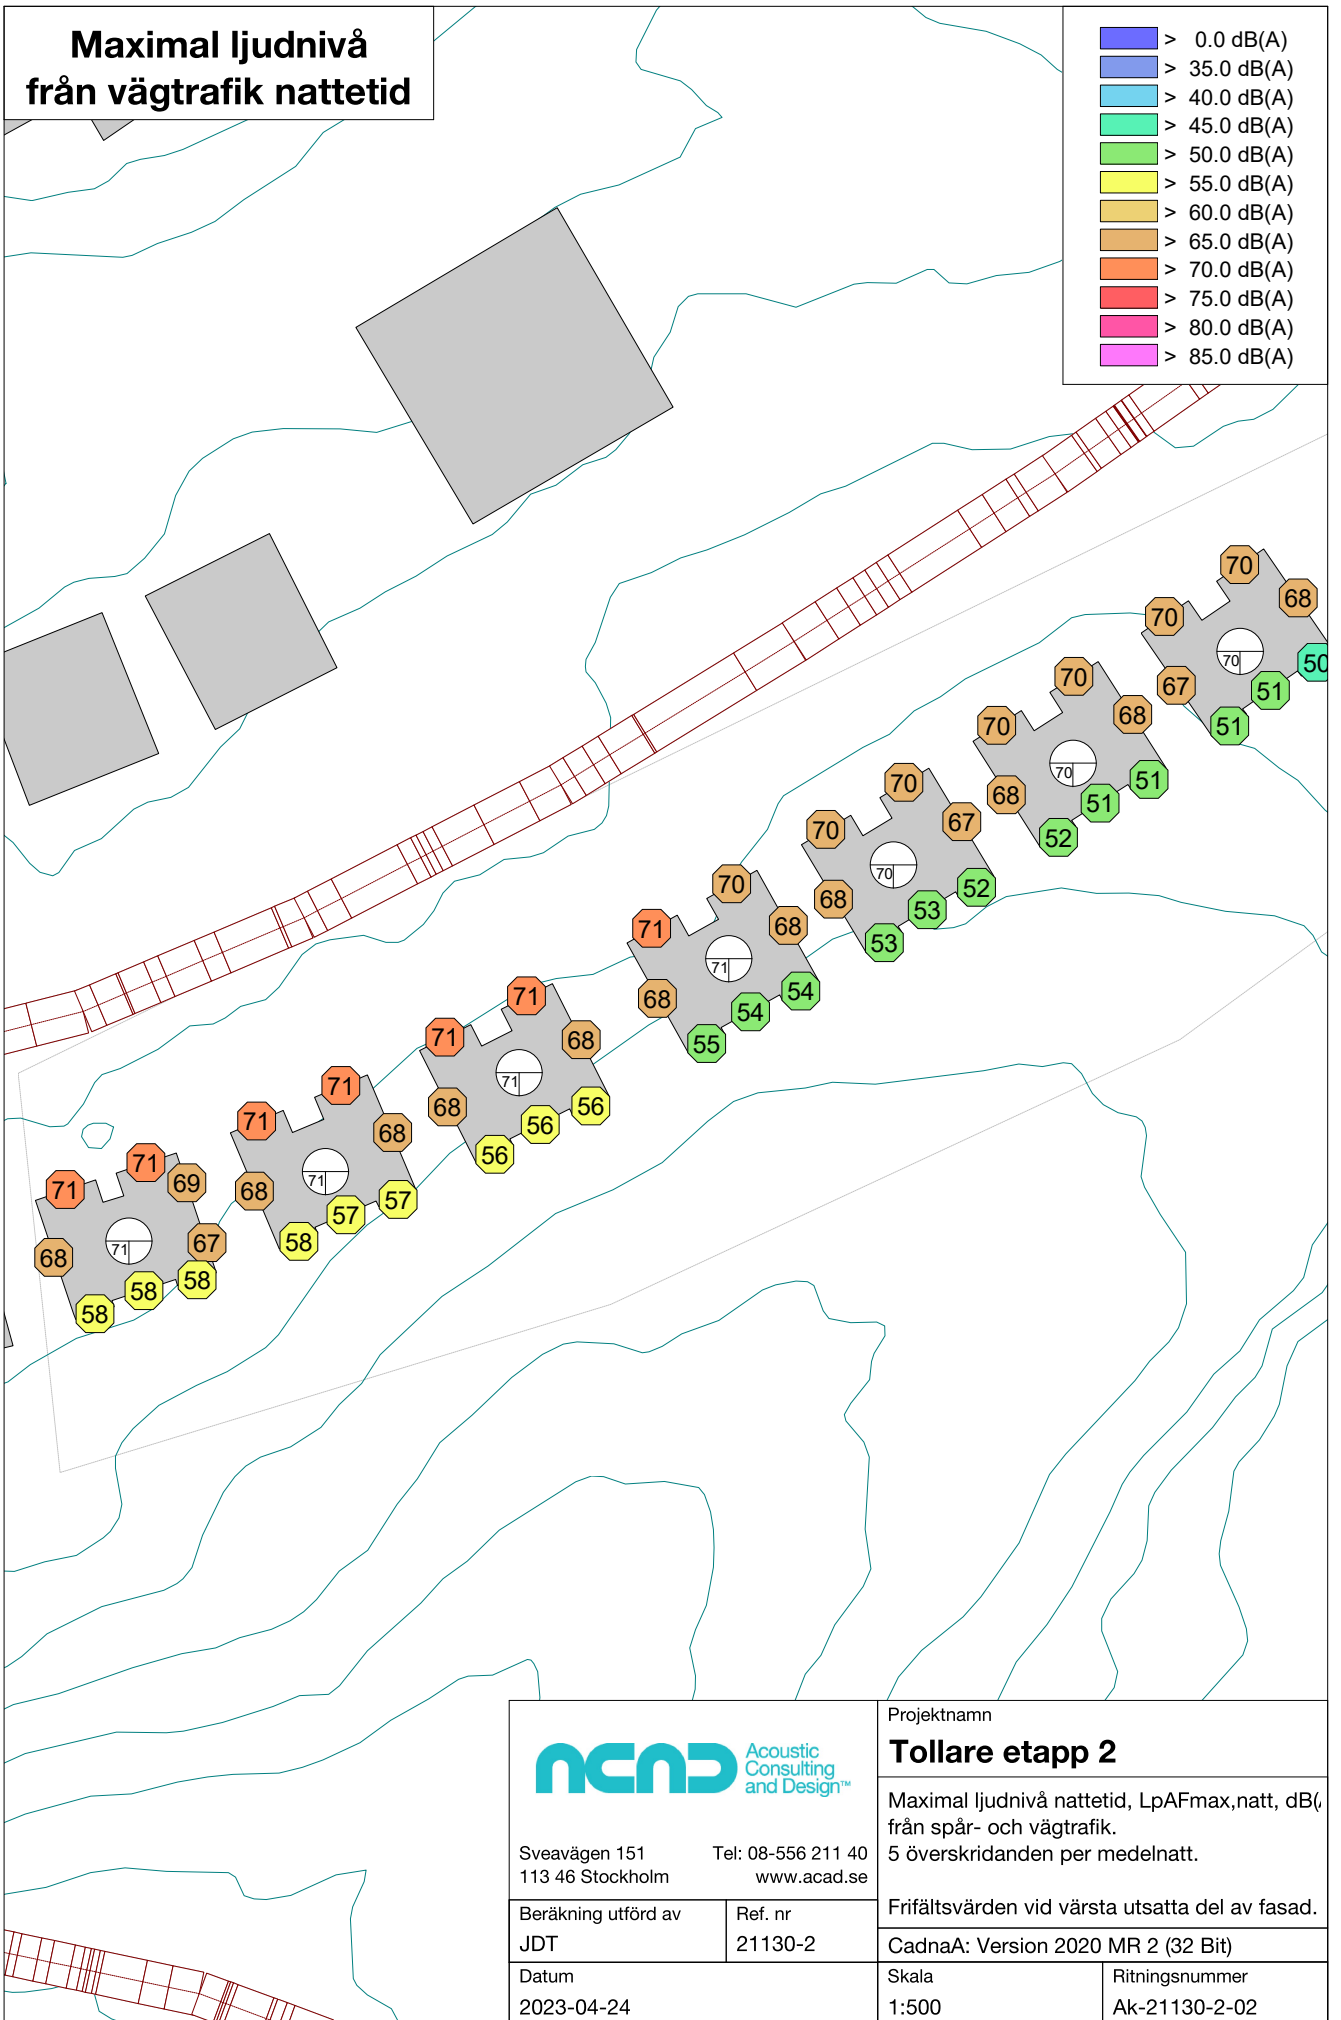 Maximal ljudnivå
från vägtrafik nattetid
> 0.0 dB(A)
> 35.0 dB(A)
> 40.0 dB(A)
> 45.0 dB(A)
> 50.0 dB(A)
> 55.0 dB(A)
> 60.0 dB(A)
> 65.0 dB(A)
> 70.0 dB(A)
> 75.0 dB(A)
> 80.0 dB(A)
> 85.0 dB(A)
70
68
70
70
50
67
51
51
70
70
68
70
68
51
51
52
70
70
67
70
68
52
53
53
70
71
68
71
68
54
54
55
71
71
68
71
68
56
56
56
71
71
68
71
68
57
57
58
71
71
69
71
68
67
58
58
58
ACAD
Acoustic
Consulting
and Design™
Sveavägen 151
113 46 Stockholm
Tel: 08-556 211 40
www.acad.se
Beräkning utförd av
JDT
Ref. nr
21130-2
Datum
2023-04-24
Projektnamn
Tollare etapp 2
Maximal ljudnivå nattetid, LpAFmax,natt, dB(
från spår- och vägtrafik.
5 överskridanden per medelnatt.
Frifältsvärden vid värsta utsatta del av fasad.
CadnaA: Version 2020 MR 2 (32 Bit)
Skala
1:500
Ritningsnummer
Ak-21130-2-02